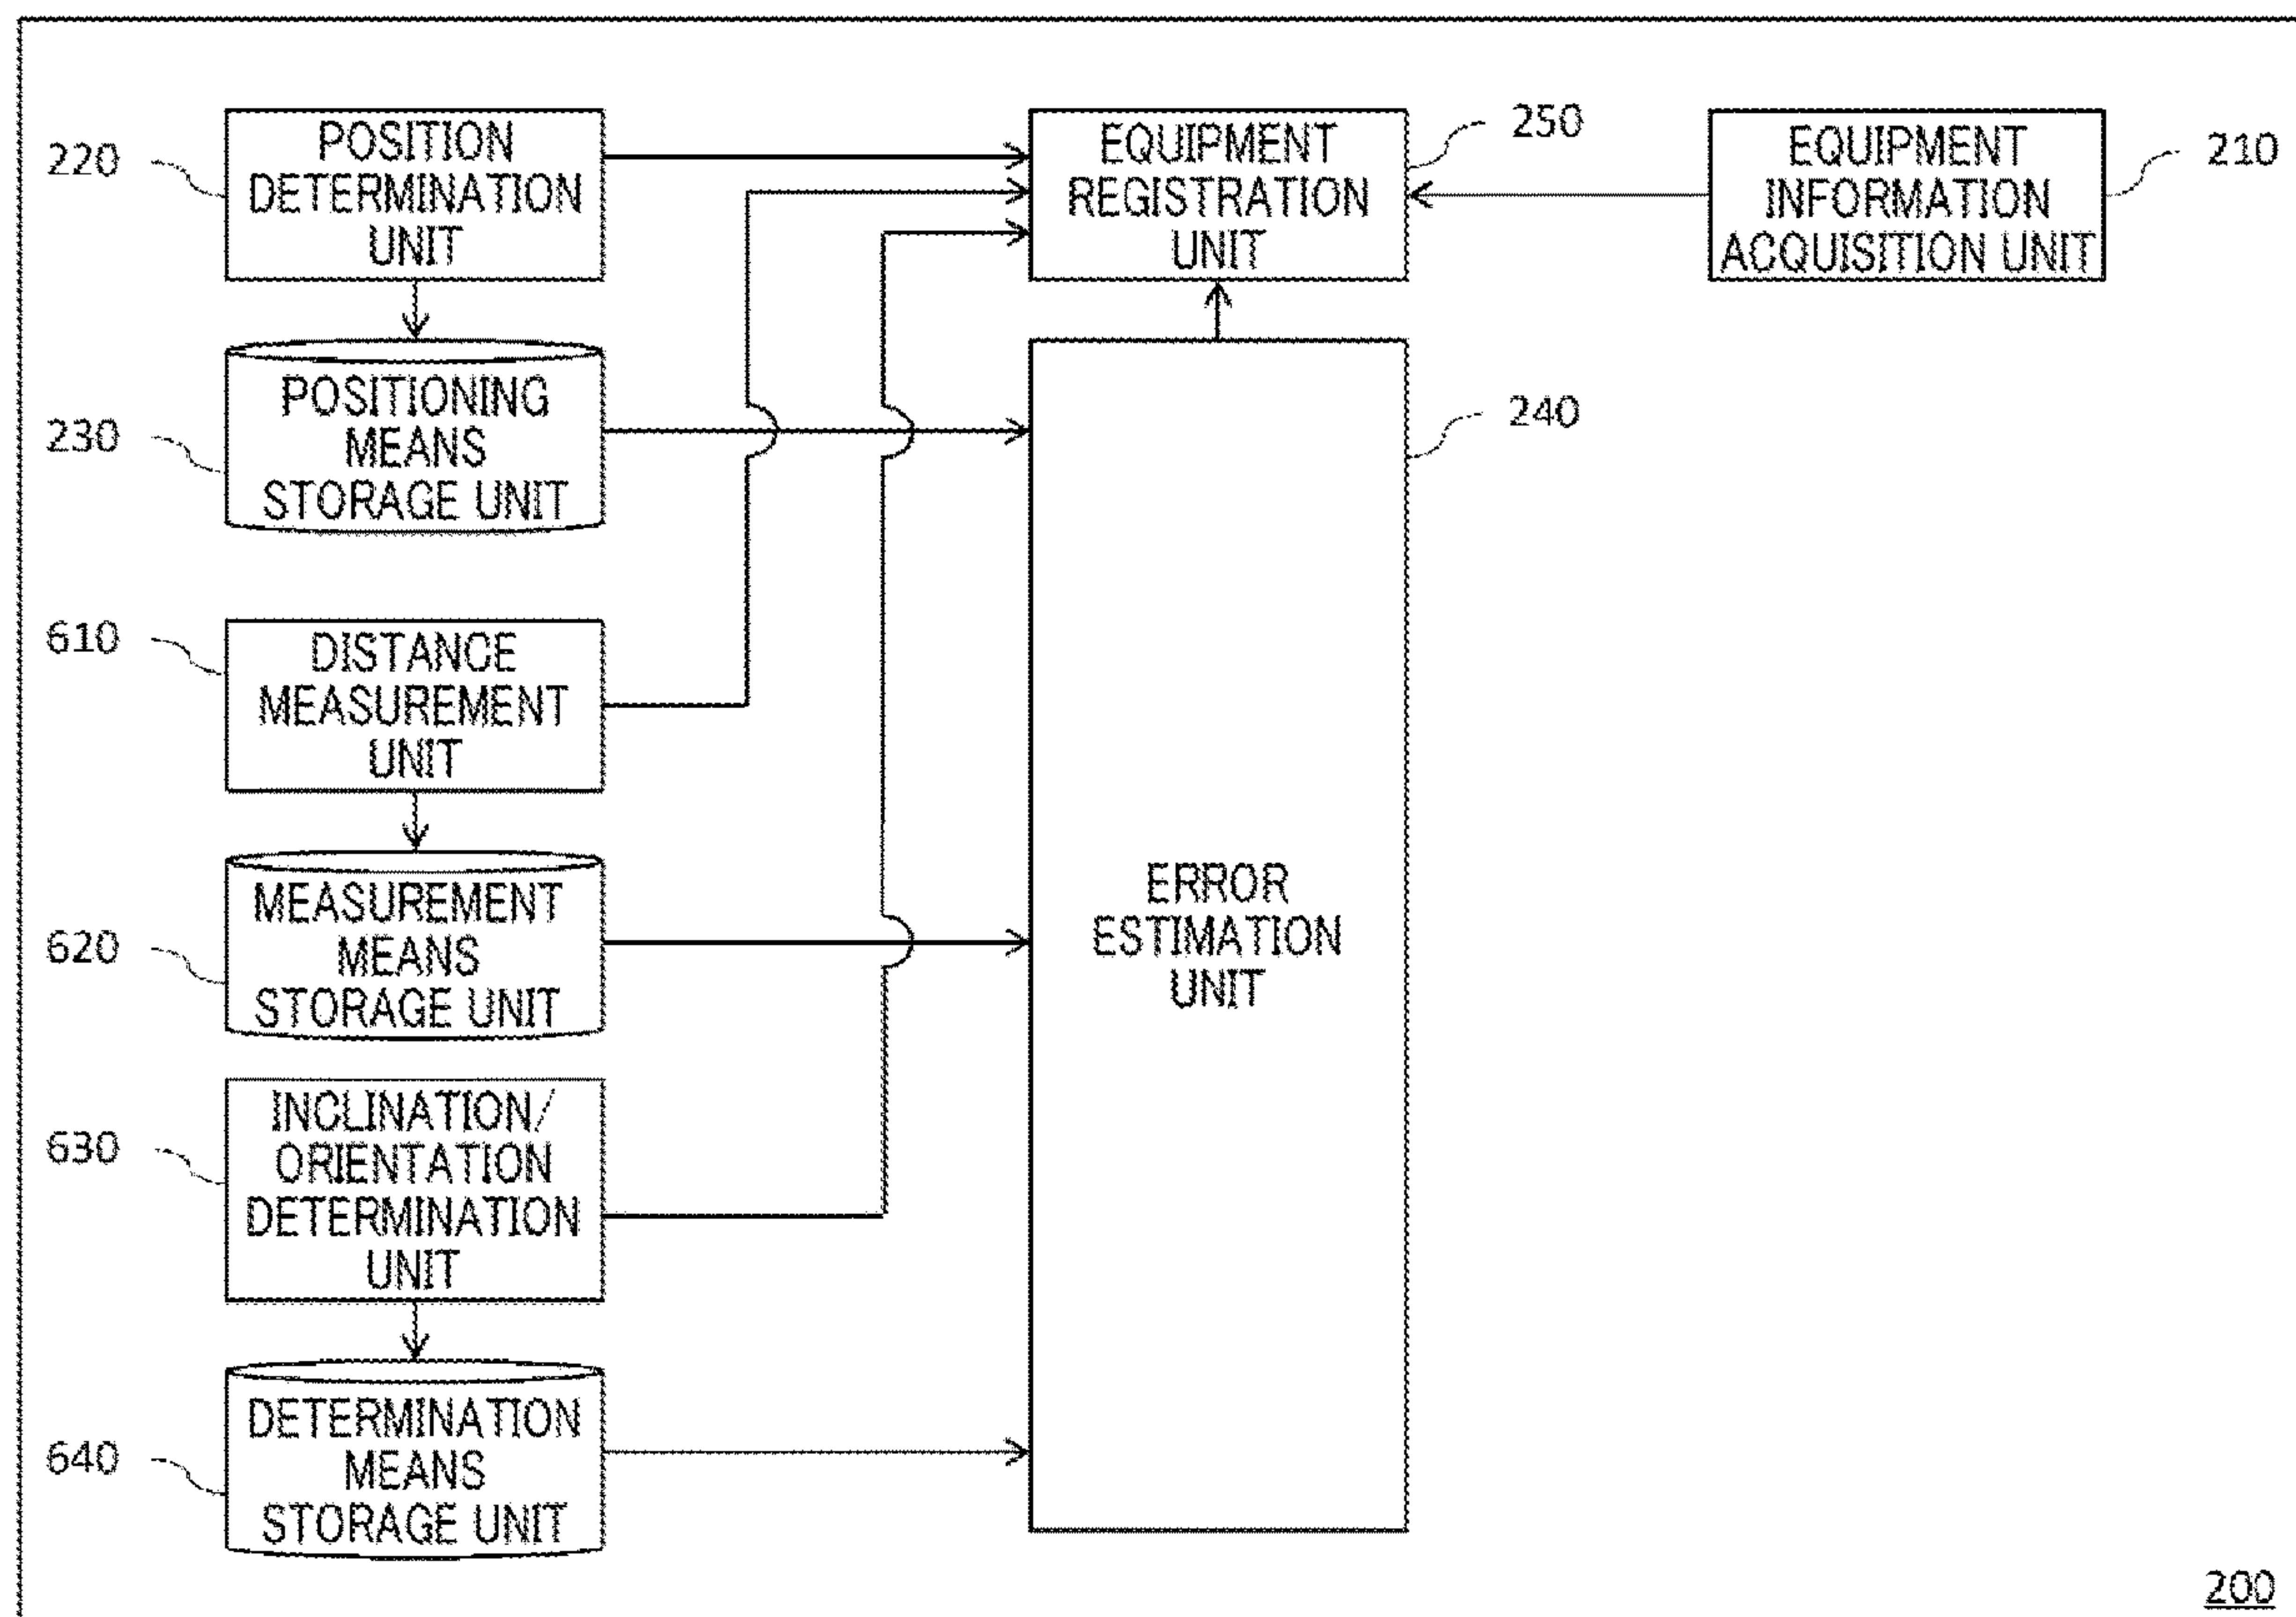 220
POSITION
DETERMINATION
UNIT
EQUIPMENT
REGISTRATION
UNIT
250
EQUIPMENT
INFORMATION
ACQUISITION UNIT
210
230
POSITIONING
MEANS
STORAGE UNIT
240
610
DISTANCE
MEASUREMENT
UNIT
620
MEASUREMENT
MEANS
STORAGE UNIT
ERROR
ESTIMATION
UNIT
630
INCLINATION/
ORIENTATION
DETERMINATION
UNIT
640
DETERMINATION
MEANS
STORAGE UNIT
200